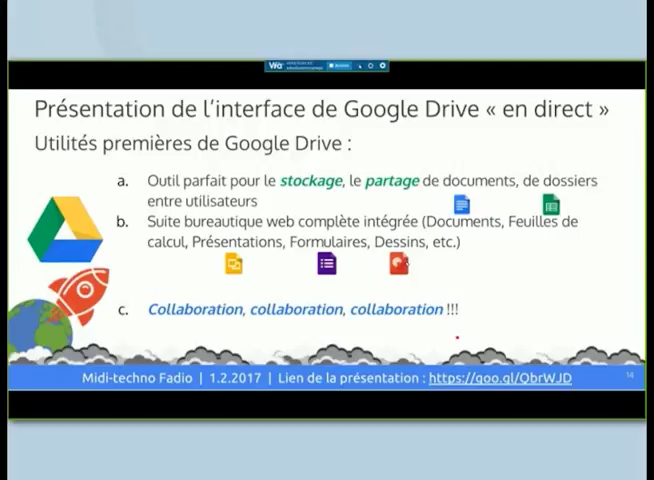 Présentation de l'interface de Google Drive « en direct »
Utilités premières de Google Drive :
a. Outil parfait pour le stockage, le partage de documents, de dossiers
entre utilisateurs
b. Suite bureautique web complète intégrée (Documents, Feuilles de
calcul, Présentations, Formulaires, Dessins, etc.)
c. Collaboration, collaboration, collaboration !!!
Midi-techno Fadio | 1.2.2017 | Lien de la présentation : https://goo.gl/QbrWJD
14